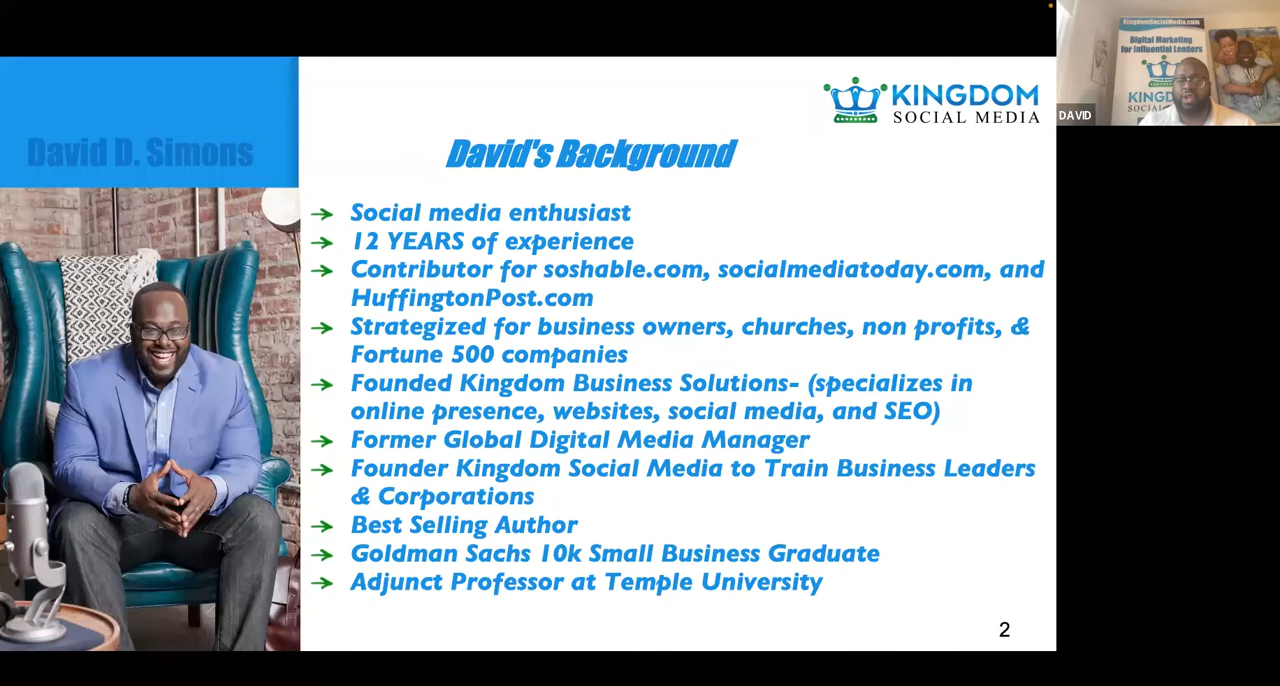 KingdomSocialMedia.com
Digital Marketing
for Influential Leaders
DAVID
KINGDOM
SOCIAL MEDIA
David D. Simons
David's Background
→ Social media enthusiast
→ 12 YEARS of experience
→ Contributor for soshable.com, socialmediatoday.com, and
HuffingtonPost.com
→ Strategized for business owners, churches, non profits, &
Fortune 500 companies
→ Founded Kingdom Business Solutions- (specializes in
online presence, websites, social media, and SEO)
→ Former Global Digital Media Manager
→ Founder Kingdom Social Media to Train Business Leaders
& Corporations
→ Best Selling Author
→ Goldman Sachs 10k Small Business Graduate
→ Adjunct Professor at Temple University
2